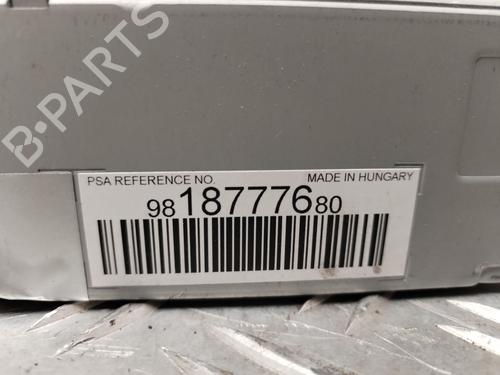 B-PARTS
PSA REFERENCE NO. MADE IN HUNGARY
9818777680